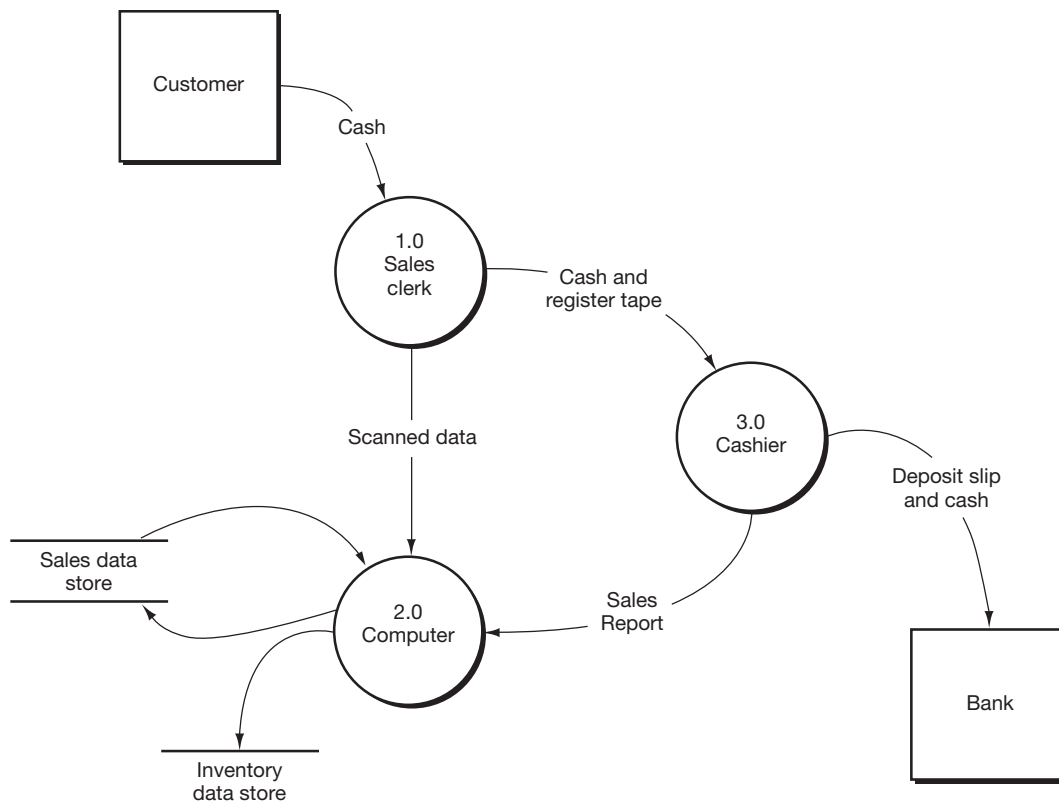 Customer
Cash
1.0
Sales
clerk
Cash and
register tape
3.0
Cashier
Scanned data
Deposit slip
and cash
Sales data
store
2.0
Computer
Sales
Report
Bank
Inventory
data store